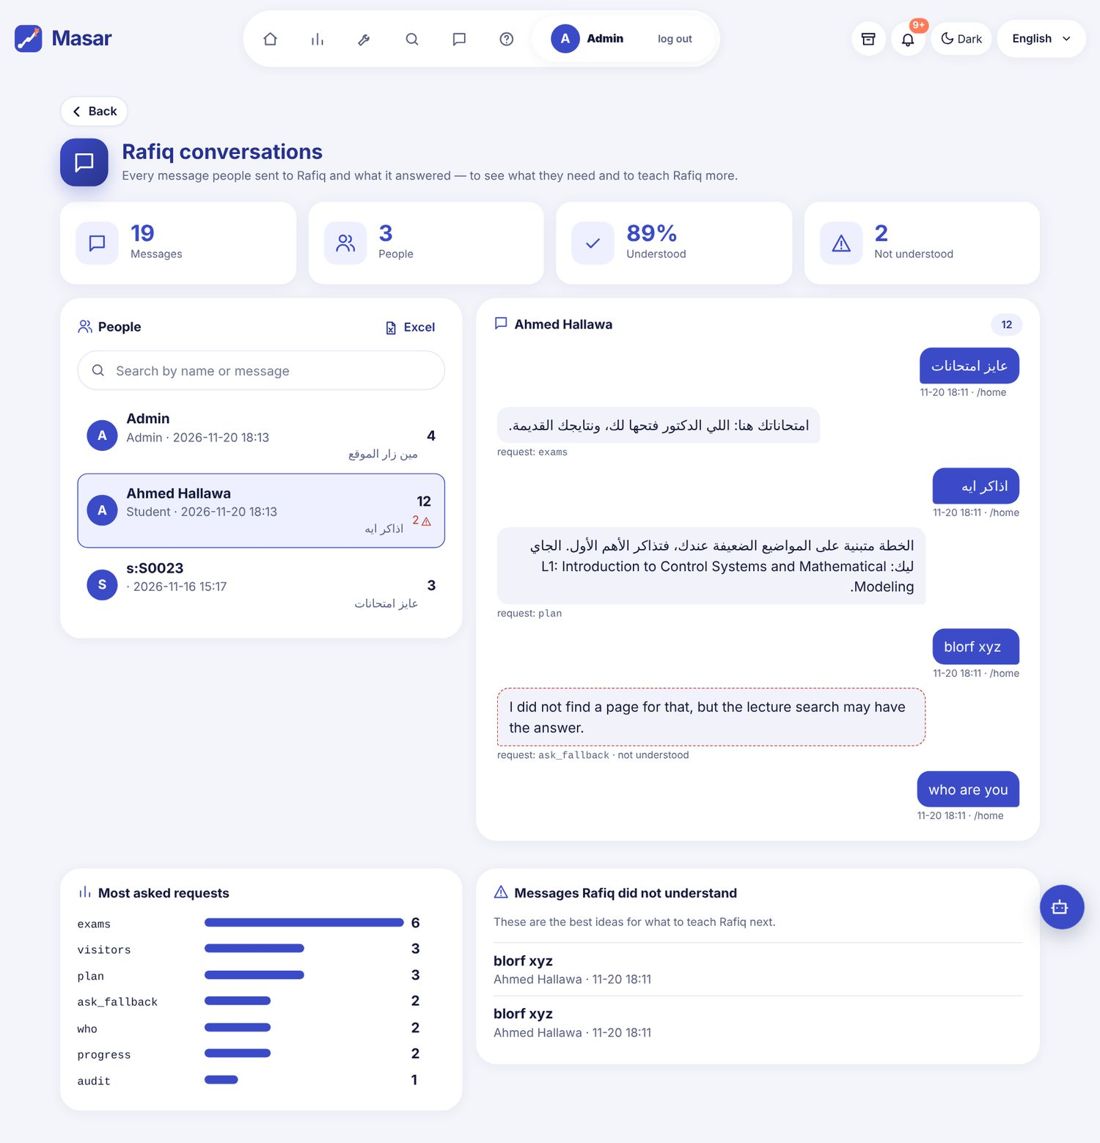 Masar
A Admin log out
9+
Dark
English
Back
Rafiq conversations
Every message people sent to Rafiq and what it answered — to see what they need and to teach Rafiq more.
19
Messages
3
People
89%
Understood
2
Not understood
People
Excel
Search by name or message
A
Admin
Admin · 2026-11-20 18:13
4
مين زار الموقع
A
Ahmed Hallawa
Student · 2026-11-20 18:13
12
2
اذاكر ايه
S
s:S0023
· 2026-11-16 15:17
3
عايز امتحانات
Ahmed Hallawa
12
عايز امتحانات
11-20 18:11 · /home
امتحاناتك هنا: اللي الدكتور فتحها لك، ونتايجك القديمة.
request: exams
اذاكر ايه
11-20 18:11 · /home
الخطة متبنية على المواضيع الضعيفة عندك، فتذاكر الأهم الأول. الجاي
ليك: L1: Introduction to Control Systems and Mathematical
Modeling.
request: plan
blorf xyz
11-20 18:11 · /home
I did not find a page for that, but the lecture search may have
the answer.
request: ask_fallback · not understood
who are you
11-20 18:11 · /home
Most asked requests
exams 6
visitors 3
plan 3
ask_fallback 2
who 2
progress 2
audit 1
Messages Rafiq did not understand
These are the best ideas for what to teach Rafiq next.
blorf xyz
Ahmed Hallawa · 11-20 18:11
blorf xyz
Ahmed Hallawa · 11-20 18:11